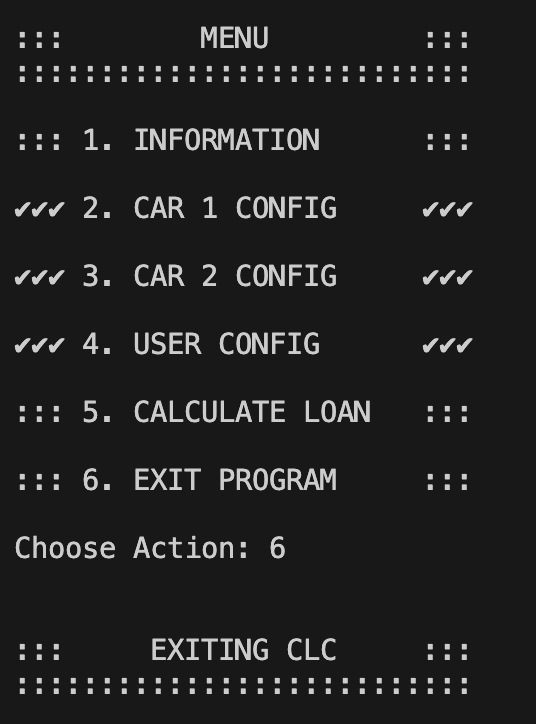 :::        MENU         :::
:::::::::::::::::::::::::::
::: 1. INFORMATION      :::
✔✔✔ 2. CAR 1 CONFIG     ✔✔✔
✔✔✔ 3. CAR 2 CONFIG     ✔✔✔
✔✔✔ 4. USER CONFIG      ✔✔✔
::: 5. CALCULATE LOAN   :::
::: 6. EXIT PROGRAM     :::
Choose Action: 6
:::     EXITING CLC     :::
:::::::::::::::::::::::::::